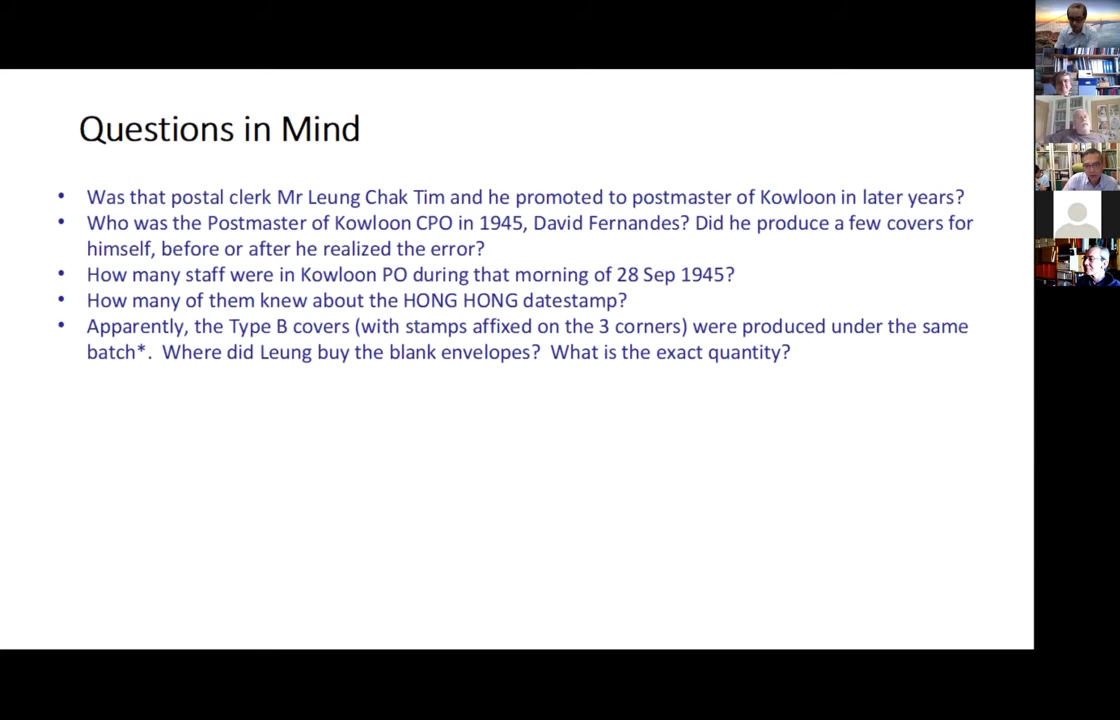 Questions in Mind
• Was that postal clerk Mr Leung Chak Tim and he promoted to postmaster of Kowloon in later years?
• Who was the Postmaster of Kowloon CPO in 1945, David Fernandes? Did he produce a few covers for
himself, before or after he realized the error?
• How many staff were in Kowloon PO during that morning of 28 Sep 1945?
• How many of them knew about the HONG HONG datestamp?
• Apparently, the Type B covers (with stamps affixed on the 3 corners) were produced under the same
batch*.  Where did Leung buy the blank envelopes?  What is the exact quantity?